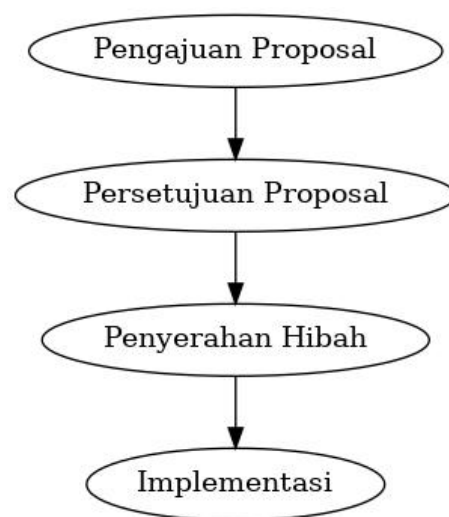 Pengajuan Proposal
Persetujuan Proposal
Penyerahan Hibah
Implementasi